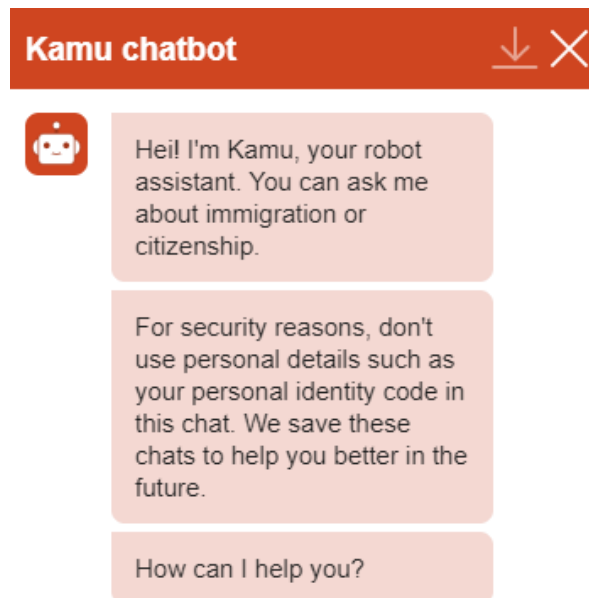 Kamu chatbot
Hei! I'm Kamu, your robot
assistant. You can ask me
about immigration or
citizenship.
For security reasons, don't
use personal details such as
your personal identity code in
this chat. We save these
chats to help you better in the
future.
How can I help you?